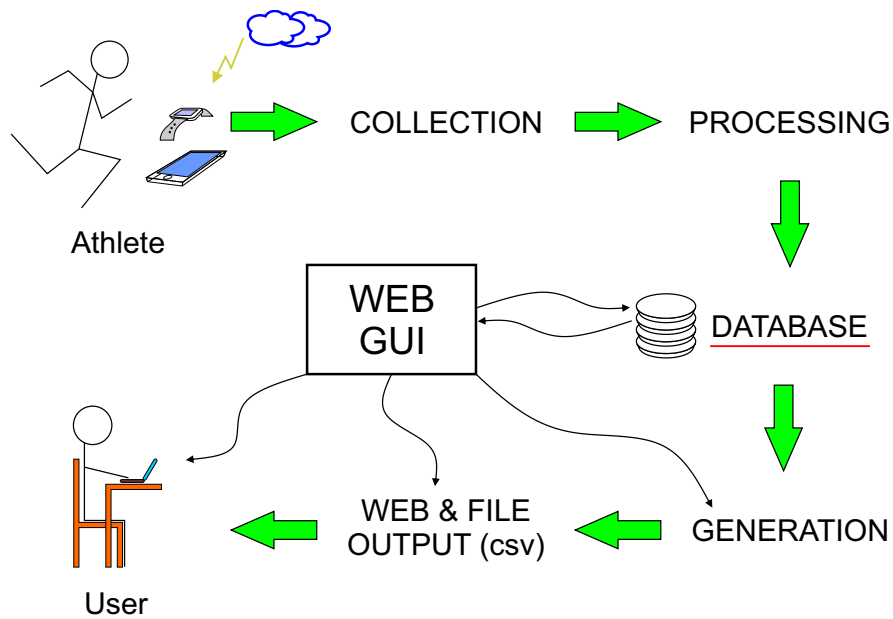 COLLECTION
PROCESSING
Athlete
WEB
GUI
DATABASE
WEB & FILE
OUTPUT (csv)
GENERATION
User